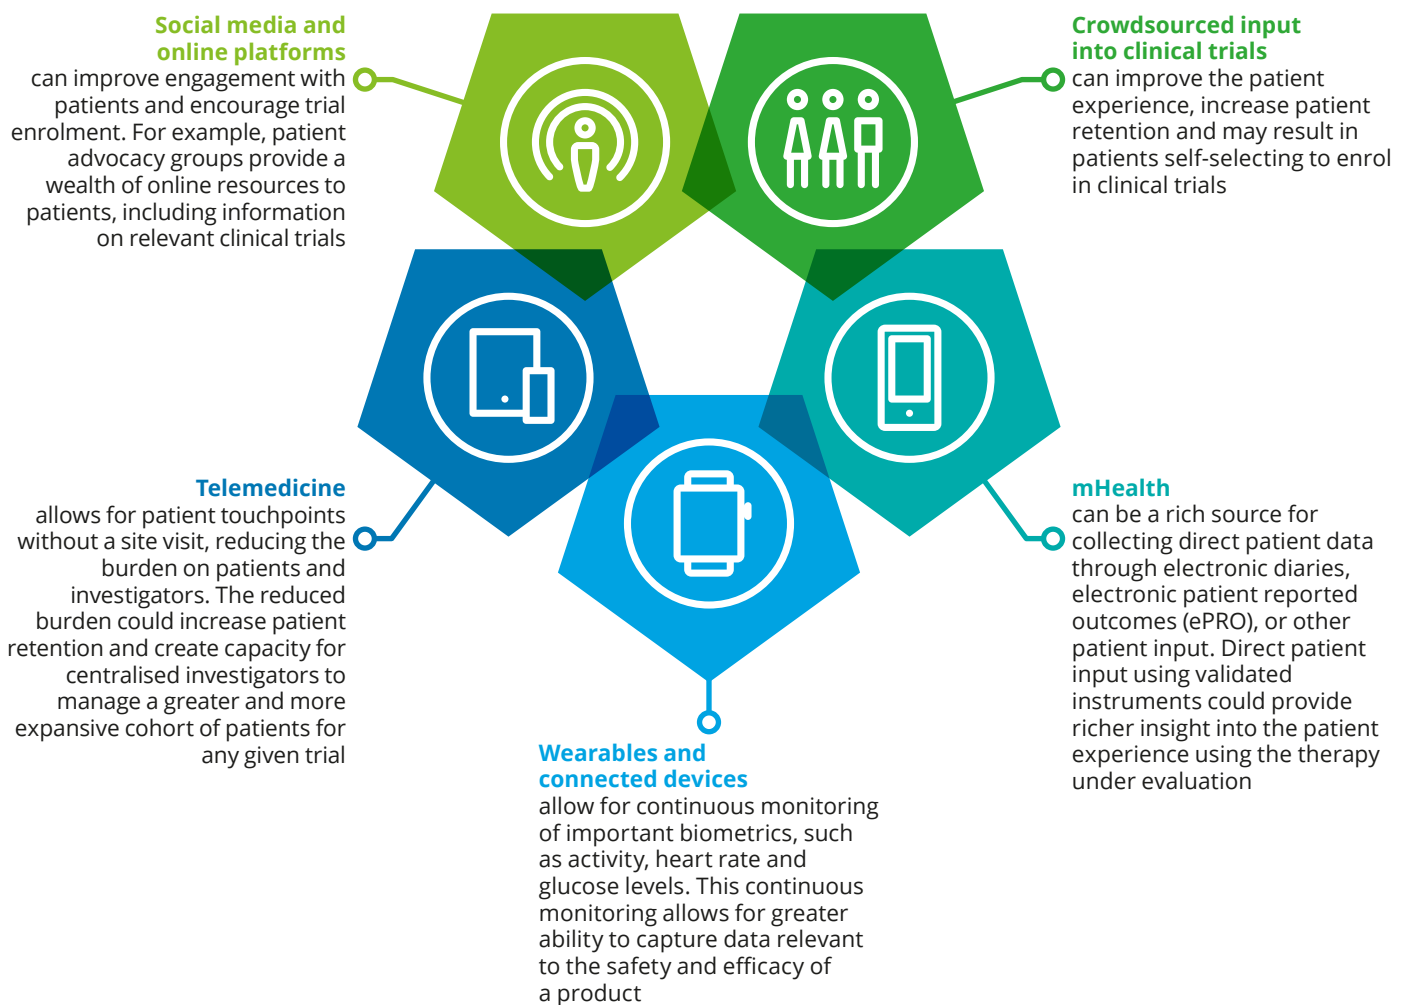 Social media and
online platforms
can improve engagement with
patients and encourage trial
enrolment. For example, patient
advocacy groups provide a
wealth of online resources to
patients, including information
on relevant clinical trials
Crowdsourced input
into clinical trials
can improve the patient
experience, increase patient
retention and may result in
patients self-selecting to enrol
in clinical trials
Telemedicine
allows for patient touchpoints
without a site visit, reducing the
burden on patients and
investigators. The reduced
burden could increase patient
retention and create capacity for
centralised investigators to
manage a greater and more
expansive cohort of patients for
any given trial
mHealth
can be a rich source for
collecting direct patient data
through electronic diaries,
electronic patient reported
outcomes (ePRO), or other
patient input. Direct patient
input using validated
instruments could provide
richer insight into the patient
experience using the therapy
under evaluation
Wearables and
connected devices
allow for continuous monitoring
of important biometrics, such
as activity, heart rate and
glucose levels. This continuous
monitoring allows for greater
ability to capture data relevant
to the safety and efficacy of
a product